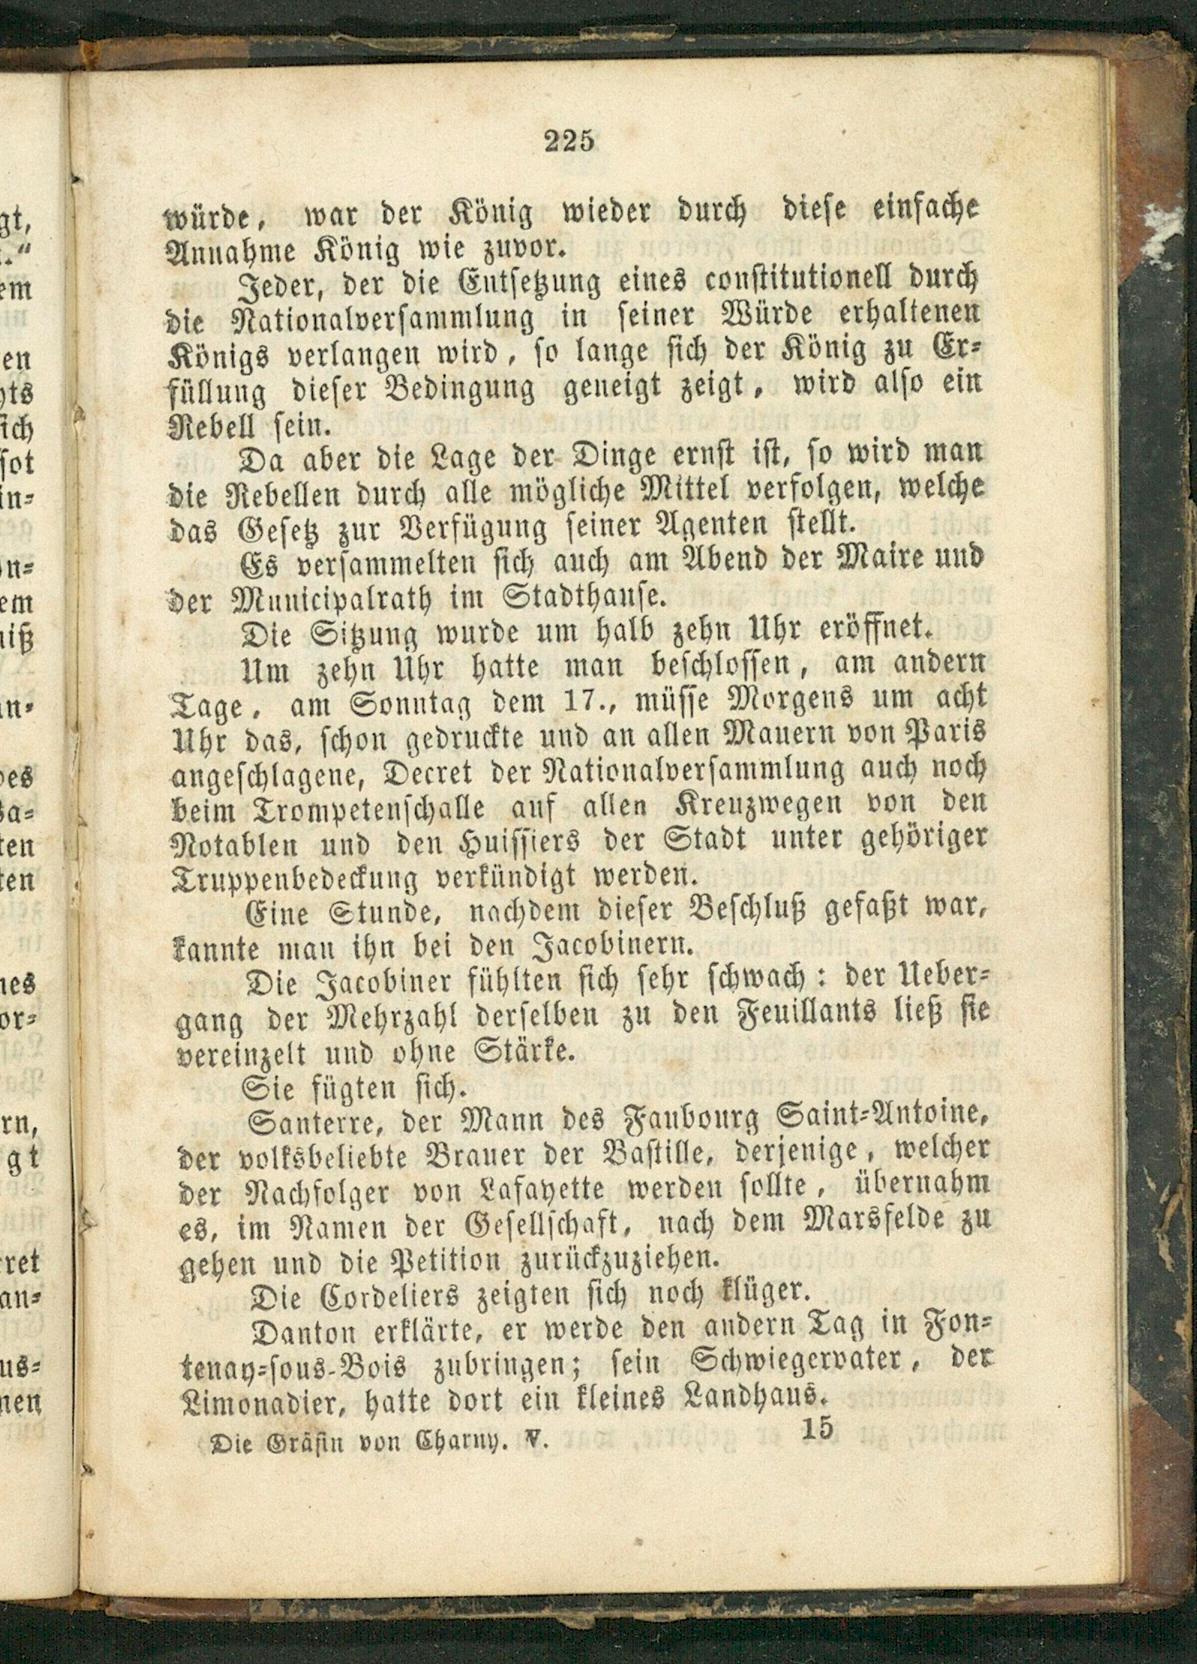 225
würde, war der König wieder durch diese einfache
Annahme König wie zuvor.
Jeder, der die Entsetzung eines constitutionell durch
die Nationalversammlung in seiner Würde erhaltenen
Königs verlangen wird, so lange sich der König zu Er-
füllung dieser Bedingung geneigt zeigt, wird also ein
Rebell sein.
Da aber die Lage der Dinge ernst ist, so wird man
die Rebellen durch alle mögliche Mittel verfolgen, welche
das Gesetz zur Verfügung seiner Agenten stellt.
Es versammelten sich auch am Abend der Maire und
der Municipalrath im Stadthause.
Die Sitzung wurde um halb zehn Uhr eröffnet.
Um zehn Uhr hatte man beschlossen, am andern
Tage, am Sonntag dem 17., müsse Morgens um acht
Uhr das, schon gedruckte und an allen Mauern von Paris
angeschlagene, Decret der Nationalversammlung auch noch
beim Trompetenschalle auf allen Kreuzwegen von den
Notablen und den Huissiers der Stadt unter gehöriger
Truppenbedeckung verkündigt werden.
Eine Stunde, nachdem dieser Beschluß gefaßt war,
kannte man ihn bei den Jacobinern.
Die Jacobiner fühlten sich sehr schwach: der Ueber-
gang der Mehrzahl derselben zu den Feuillants ließ sie
vereinzelt und ohne Stärke.
Sie fügten sich.
Santerre, der Mann des Faubourg Saint-Antoine,
der volksbeliebte Brauer der Bastille, derjenige, welcher
der Nachfolger von Lafayette werden sollte, übernahm
es, im Namen der Gesellschaft, nach dem Marsfelde zu
gehen und die Petition zurückzuziehen.
Die Cordeliers zeigten sich noch klüger.
Danton erklärte, er werde den andern Tag in Fon-
tenay-sous-Bois zubringen; sein Schwiegervater, der
Limonadier, hatte dort ein kleines Landhaus.
Die Gräfin von Charny. V. 15